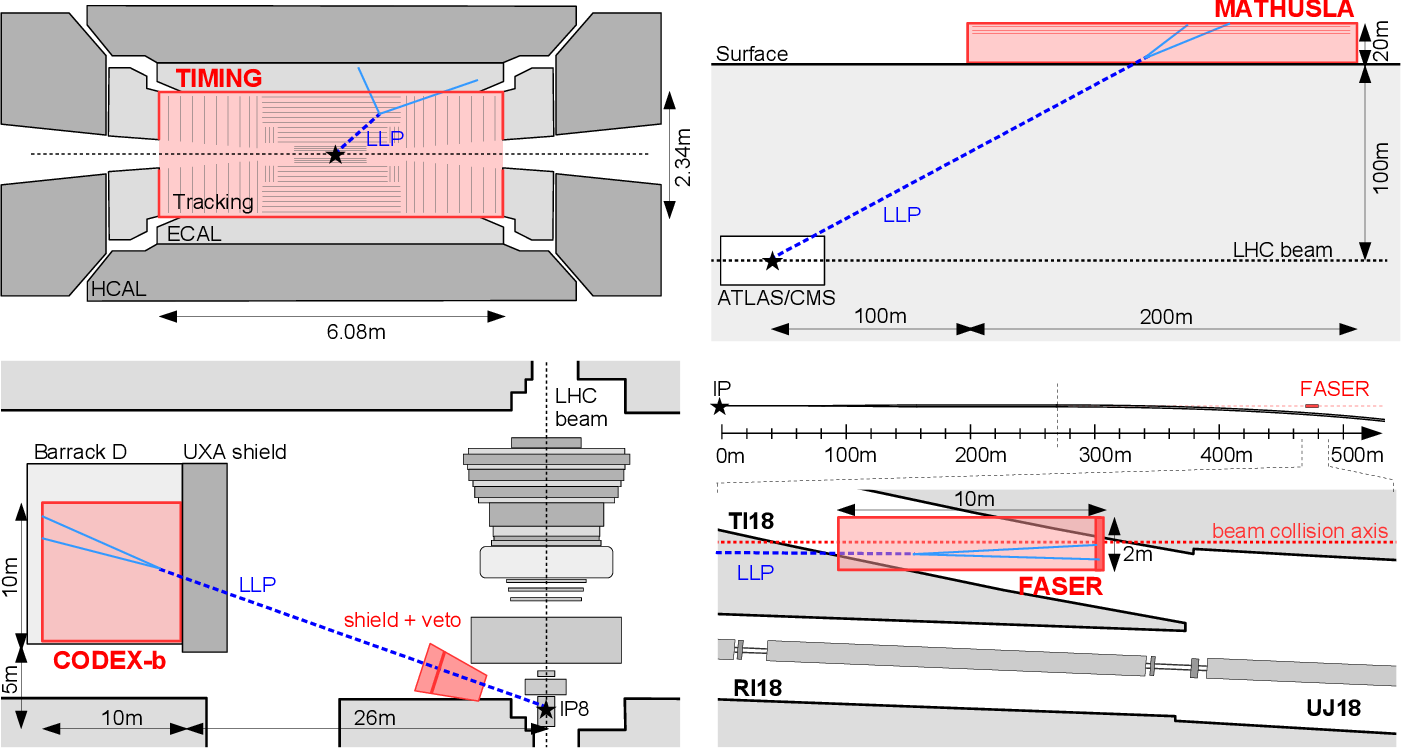 TIMING
LLP
Tracking
ECAL
HCAL
2.34m
6.08m
MATHUSLA
Surface
20m
100m
LLP
LHC beam
ATLAS/CMS
100m
200m
LHC
beam
Barrack D
UXA shield
10m
LLP
shield + veto
CODEX-b
5m
10m
26m
IP8
IP
FASER
0m
100m
200m
300m
400m
500m
10m
TI18
beam collision axis
2m
LLP
FASER
RI18
UJ18